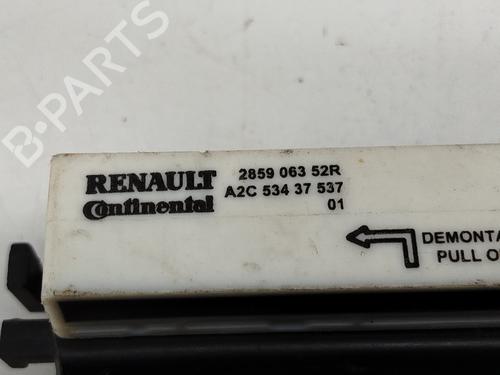 B-PARTS
RENAULT 2859 063 52R
Continental A2C 534 37 537
01
DEMONTA
PULL O